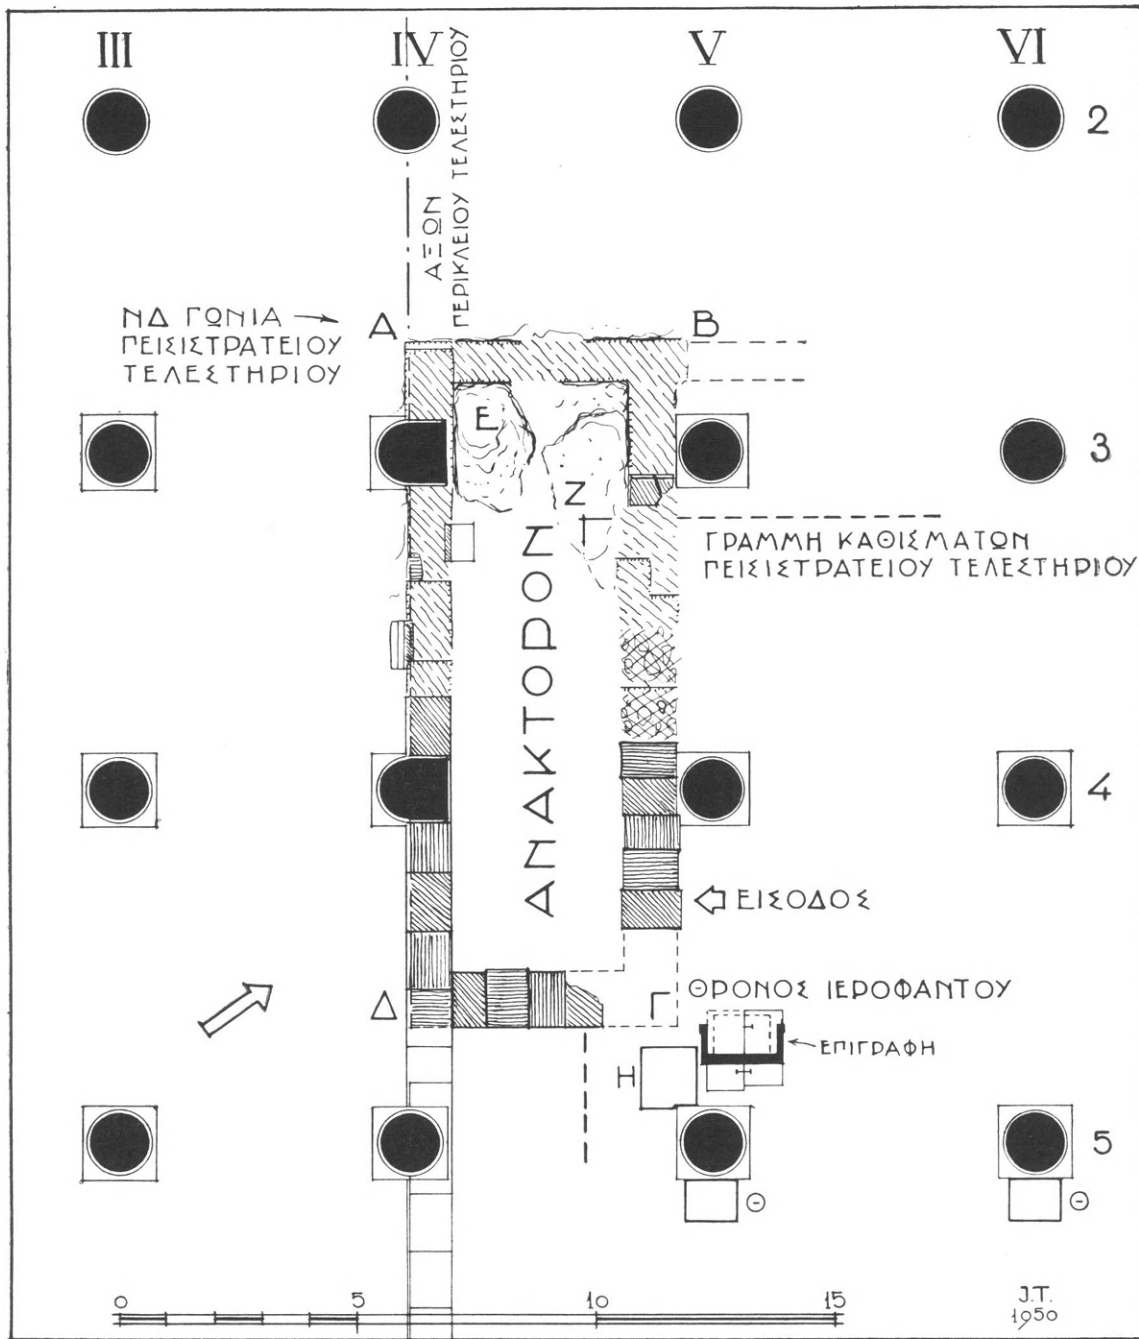 III IV V VI
2
ΑΞΩΝ
ΠΕΡΙΚΛΕΙΟΥ ΤΕΛΕΣΤΗΡΙΟΥ
ΝΔ ΓΩΝΙΑ
ΠΕΙΣΙΣΤΡΑΤΕΙΟΥ
ΤΕΛΕΣΤΗΡΙΟΥ
Α Β
Ε
3
Ζ
ΓΡΑΜΜΗ ΚΑΘΙΣΜΑΤΩΝ
ΠΕΙΣΙΣΤΡΑΤΕΙΟΥ ΤΕΛΕΣΤΗΡΙΟΥ
ΑΝΑΚΤΟΡΟΝ
4
ΕΙΣΟΔΟΣ
Δ
ΘΡΟΝΟΣ ΙΕΡΟΦΑΝΤΟΥ
ΕΠΙΓΡΑΦΗ
Η
5
Θ Θ
0 5 10 15
J.T.
1950